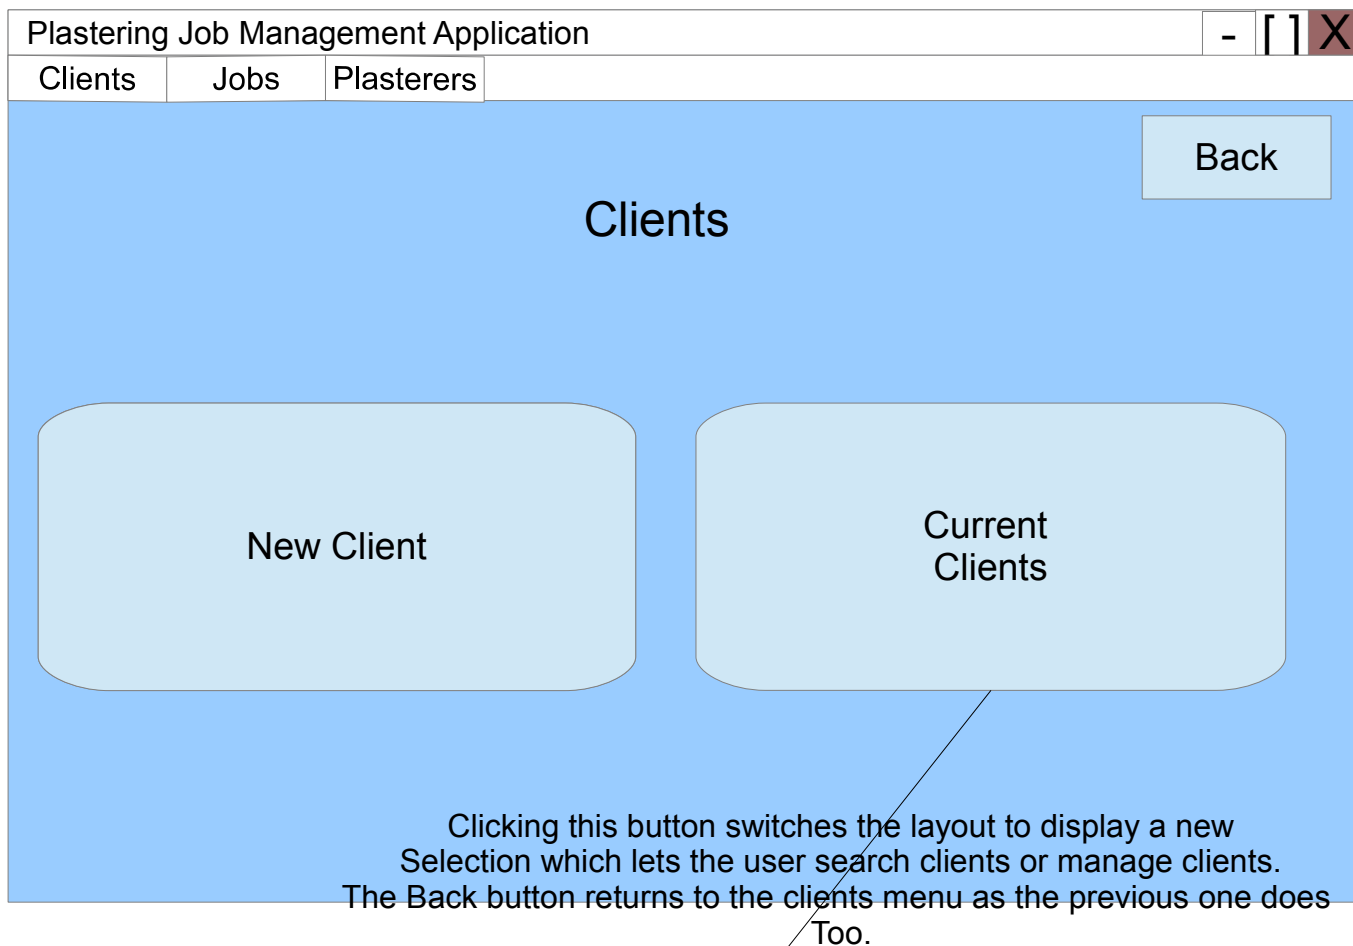 Plastering Job Management Application
- [ ] X
Clients Jobs Plasterers
Back
Clients
New Client
Current
Clients
Clicking this button switches the layout to display a new
Selection which lets the user search clients or manage clients.
The Back button returns to the clients menu as the previous one does
Too.